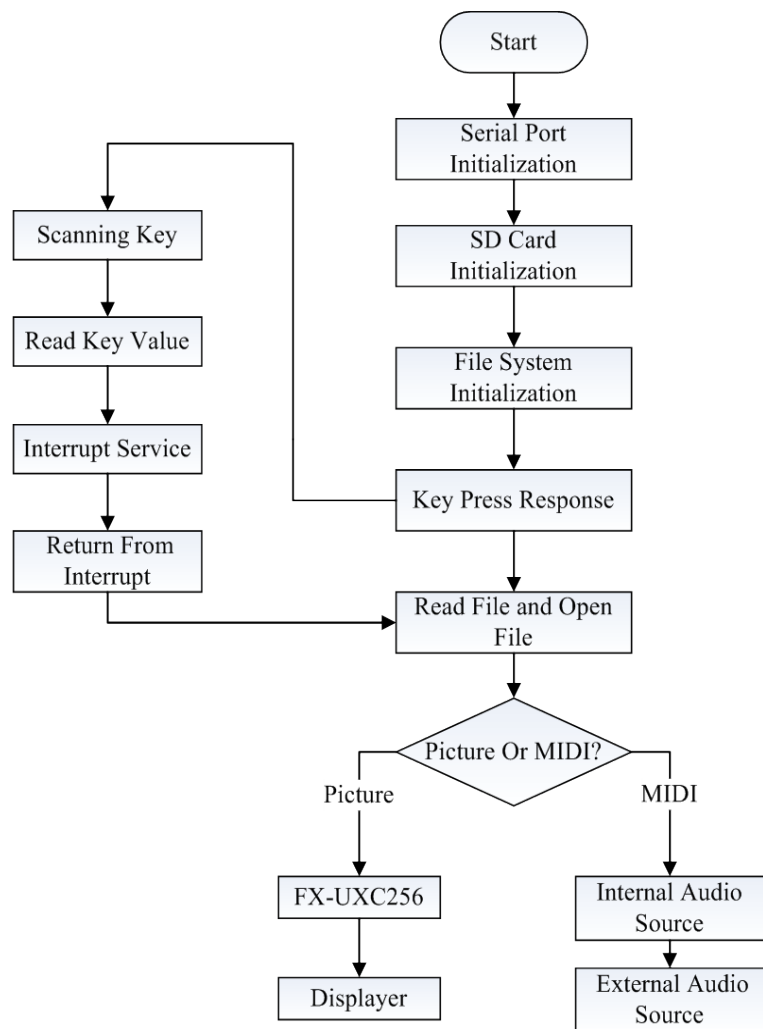 Start
Serial Port
Initialization
SD Card
Initialization
File System
Initialization
Key Press Response
Scanning Key
Read Key Value
Interrupt Service
Return From
Interrupt
Read File and Open
File
Picture Or MIDI?
Picture
MIDI
FX-UXC256
Displayer
Internal Audio
Source
External Audio
Source